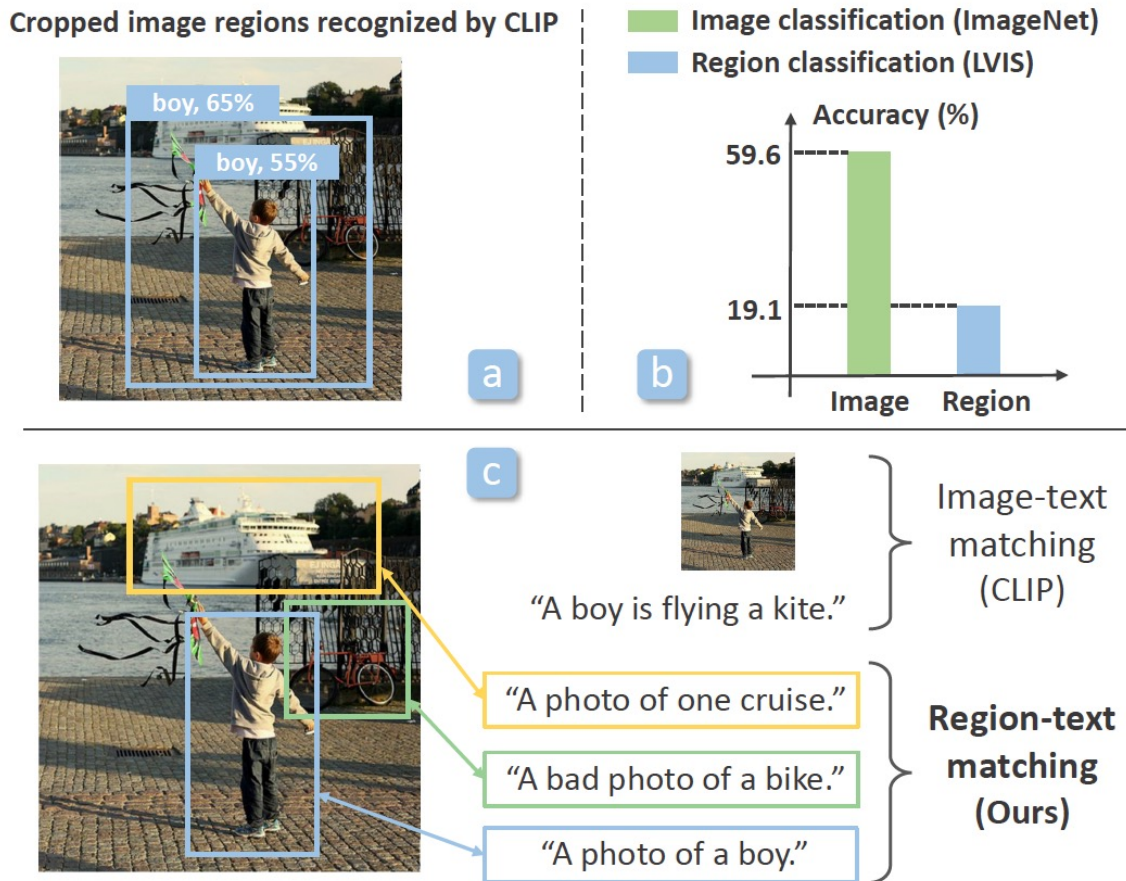 Cropped image regions recognized by CLIP
boy, 65%
boy, 55%
a
Image classification (ImageNet)
Region classification (LVIS)
Accuracy (%)
59.6
19.1
Image
Region
b
c
“A boy is flying a kite.”
Image-text
matching
(CLIP)
“A photo of one cruise.”
“A bad photo of a bike.”
“A photo of a boy.”
Region-text
matching
(Ours)